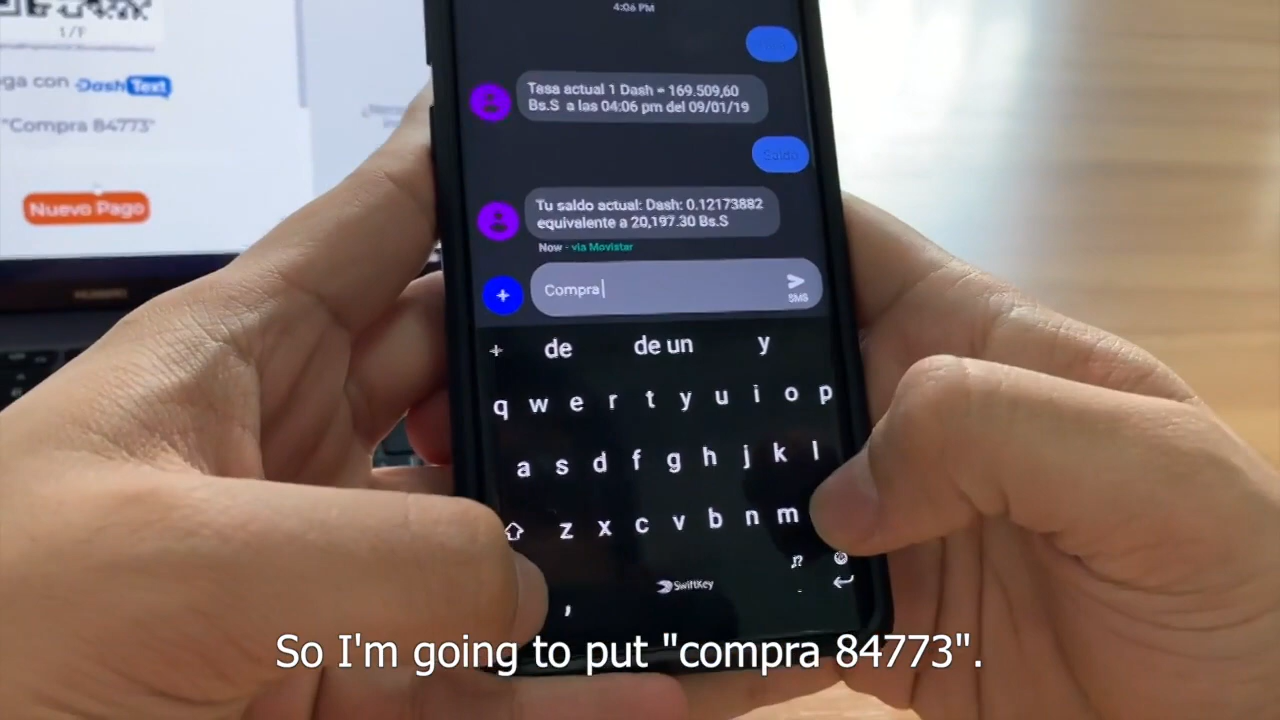 1/F
ga con DashText
"Compra 84773"
Nuevo Pago
4:06 PM
Tasa actual 1 Dash = 169.509,60
Bs.S a las 04:06 pm del 09/01/19
Saldo
Tu saldo actual: Dash: 0.12173882
equivalente a 20,197.30 Bs.S
Now - via Movistar
Compra
SMS
+ de de un y
q w e r t y u i o p
a s d f g h j k l
z x c v b n m
!?
SwiftKey
,
.
So I'm going to put "compra 84773".